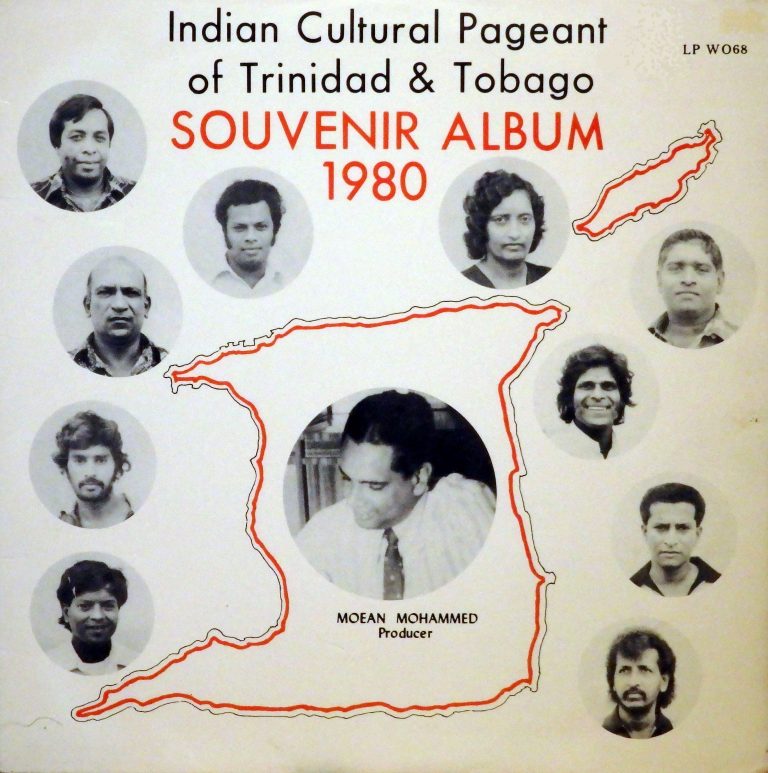 Indian Cultural Pageant
of Trinidad & Tobago
LP WO68
SOUVENIR ALBUM
1980
MOEAN MOHAMMED
Producer